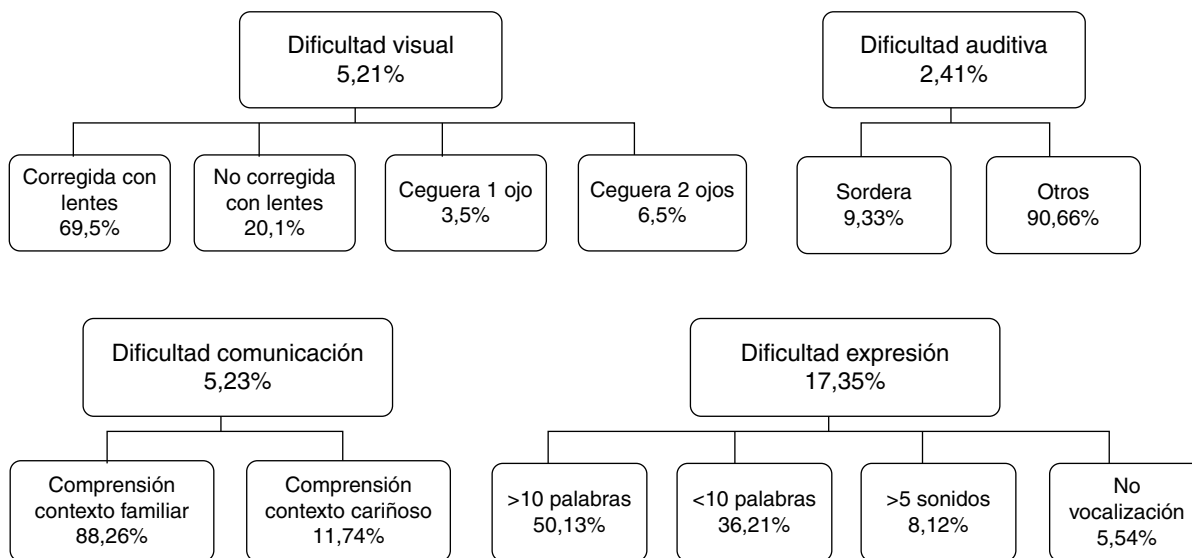 Dificultad visual
5,21%
Dificultad auditiva
2,41%
Corregida con
lentes
69,5%
No corregida
con lentes
20,1%
Ceguera 1 ojo
3,5%
Ceguera 2 ojos
6,5%
Sordera
9,33%
Otros
90,66%
Dificultad comunicación
5,23%
Dificultad expresión
17,35%
Comprensión
contexto familiar
88,26%
Comprensión
contexto cariñoso
11,74%
>10 palabras
50,13%
<10 palabras
36,21%
>5 sonidos
8,12%
No
vocalización
5,54%